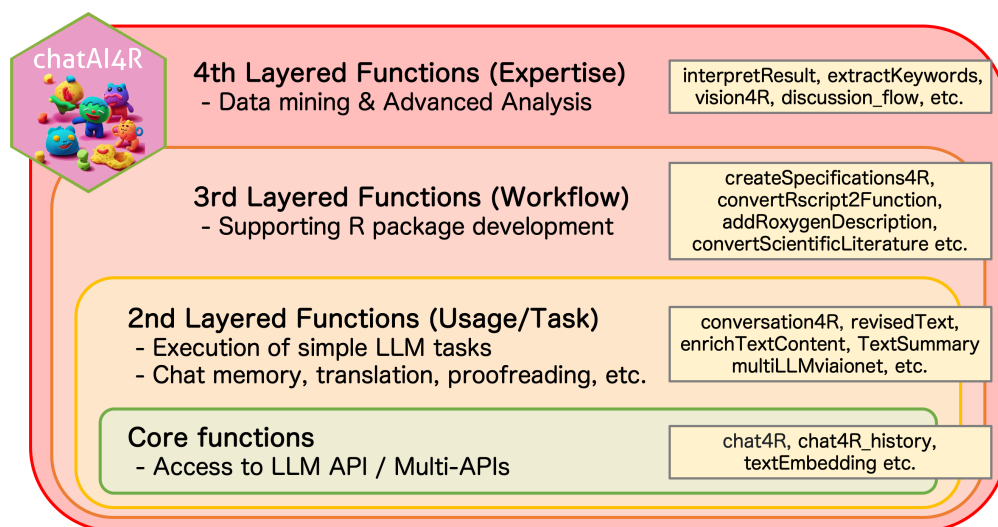 chatAI4R
4th Layered Functions (Expertise)
- Data mining & Advanced Analysis
interpretResult, extractKeywords,
vision4R, discussion_flow, etc.
3rd Layered Functions (Workflow)
- Supporting R package development
createSpecifications4R,
convertRscript2Function,
addRoxygenDescription,
convertScientificLiterature etc.
2nd Layered Functions (Usage/Task)
- Execution of simple LLM tasks
- Chat memory, translation, proofreading, etc.
conversation4R, revisedText,
enrichTextContent, TextSummary
multiLLMviaionet, etc.
Core functions
- Access to LLM API / Multi-APIs
chat4R, chat4R_history,
textEmbedding etc.